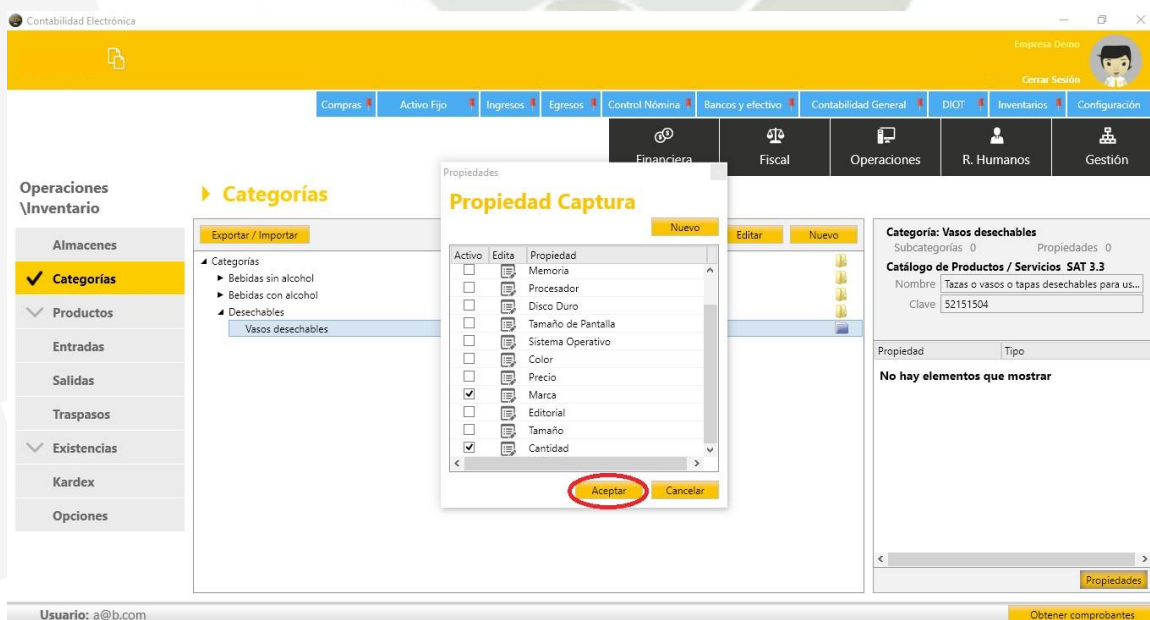 Contabilidad Electrónica
Empresa Demo
Cerrar Sesión
Compras Activo Fijo Ingresos Egresos Control Nómina Bancos y efectivo Contabilidad General DIOT Inventarios Configuración
Financiera Fiscal Operaciones R. Humanos Gestión
Operaciones
\Inventario
Almacenes
Categorías
Productos
Entradas
Salidas
Traspasos
Existencias
Kardex
Opciones
Categorías
Exportar / Importar
Editar Nuevo
Categorías
Bebidas sin alcohol
Bebidas con alcohol
Desechables
Vasos desechables
Propiedades
Propiedad Captura
Nuevo
Activo Edita Propiedad
Memoria
Procesador
Disco Duro
Tamaño de Pantalla
Sistema Operativo
Color
Precio
Marca
Editorial
Tamaño
Cantidad
Aceptar Cancelar
Categoría: Vasos desechables
Subcategorías 0 Propiedades 0
Catálogo de Productos / Servicios SAT 3.3
Nombre Tazas o vasos o tapas desechables para us...
Clave 52151504
Propiedad Tipo
No hay elementos que mostrar
Propiedades
Usuario: a@b.com
Obtener comprobantes